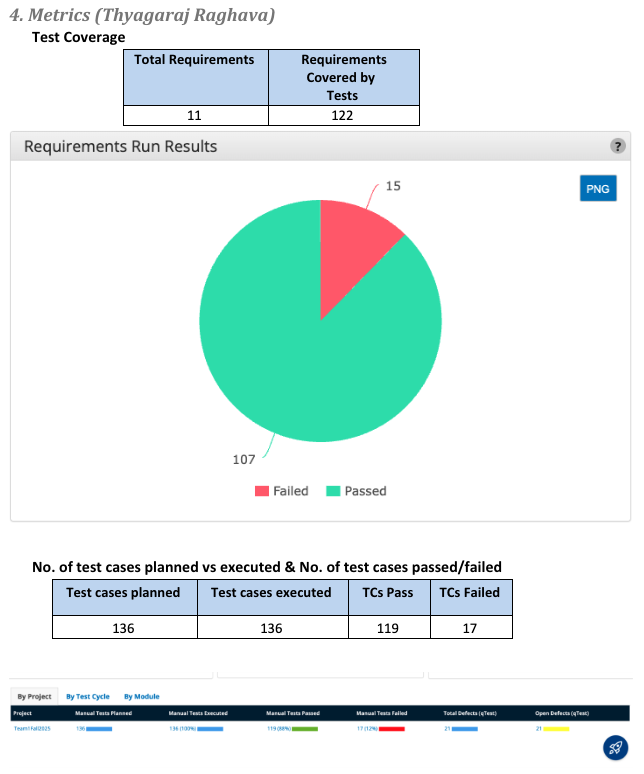 4. Metrics (Thyagaraj Raghava)
Test Coverage
Total Requirements Requirements
Covered by
Tests
11 122
Requirements Run Results ?
15
PNG
107
Failed Passed
No. of test cases planned vs executed & No. of test cases passed/failed
Test cases planned Test cases executed TCs Pass TCs Failed
136 136 119 17
By Project By Test Cycle By Module
Project Manual Tests Planned Manual Tests Executed Manual Tests Passed Manual Tests Failed Total Defects (qTest) Open Defects (qTest)
Team1Fall2025 136 136 (100%) 119 (88%) 17 (12%) 21 21